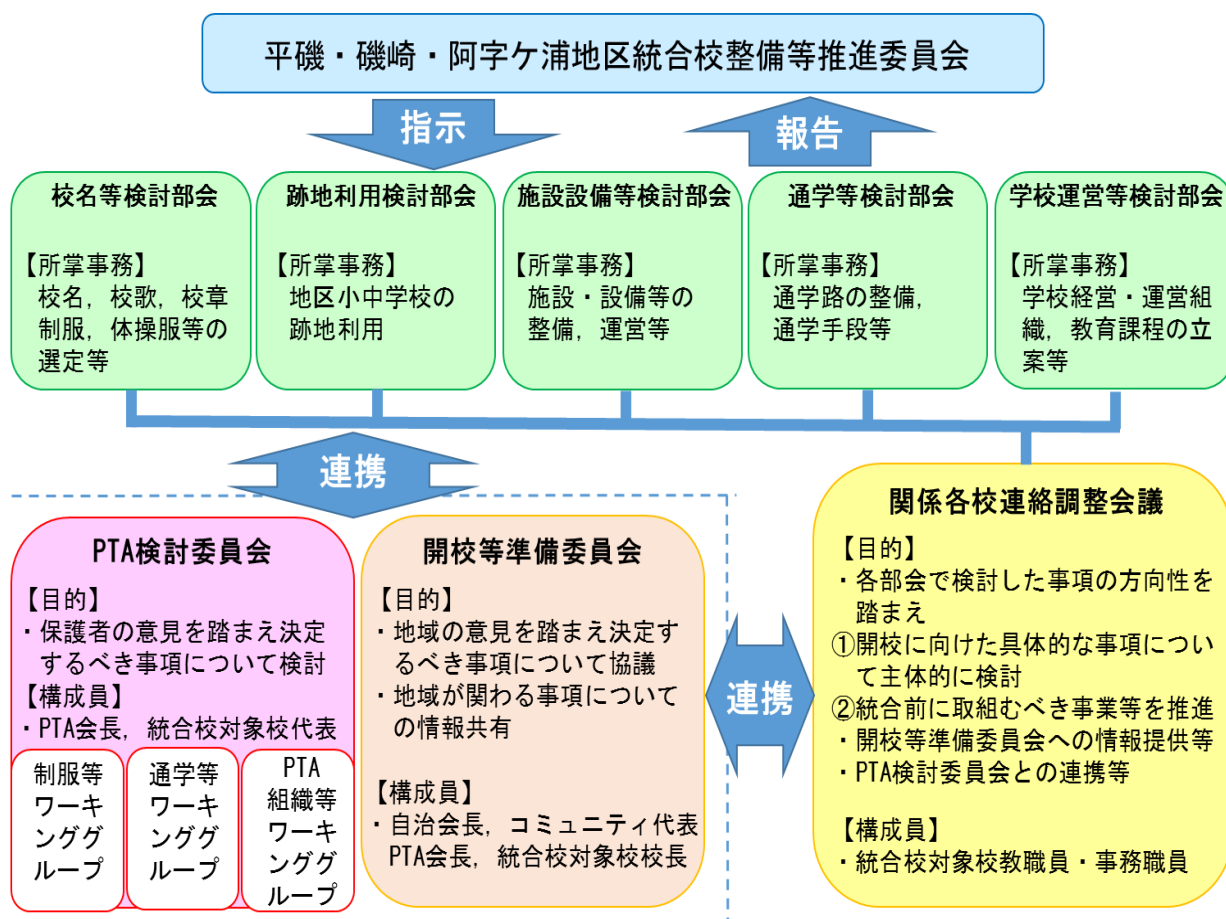 平磯・磯崎・阿字ケ浦地区統合校整備等推進委員会
指示
報告
校名等検討部会
【所掌事務】
校名，校歌，校章
制服，体操服等の
選定等
跡地利用検討部会
【所掌事務】
地区小中学校の
跡地利用
施設設備等検討部会
【所掌事務】
施設・設備等の
整備，運営等
通学等検討部会
【所掌事務】
通学路の整備，
通学手段等
学校運営等検討部会
【所掌事務】
学校経営・運営組
織，教育課程の立
案等
連携
PTA検討委員会
【目的】
・保護者の意見を踏まえ決定
するべき事項について検討
【構成員】
・PTA会長，統合校対象校代表
制服等
ワーキ
ンググ
ループ
通学等
ワーキ
ンググ
ループ
PTA
組織等
ワーキ
ンググ
ループ
開校等準備委員会
【目的】
・地域の意見を踏まえ決定す
るべき事項について協議
・地域が関わる事項について
の情報共有
【構成員】
・自治会長，コミュニティ代表
PTA会長，統合校対象校校長
連携
関係各校連絡調整会議
【目的】
・各部会で検討した事項の方向性を
踏まえ
①開校に向けた具体的な事項につい
て主体的に検討
②統合前に取組むべき事業等を推進
・開校等準備委員会への情報提供等
・PTA検討委員会との連携等
【構成員】
・統合校対象校教職員・事務職員